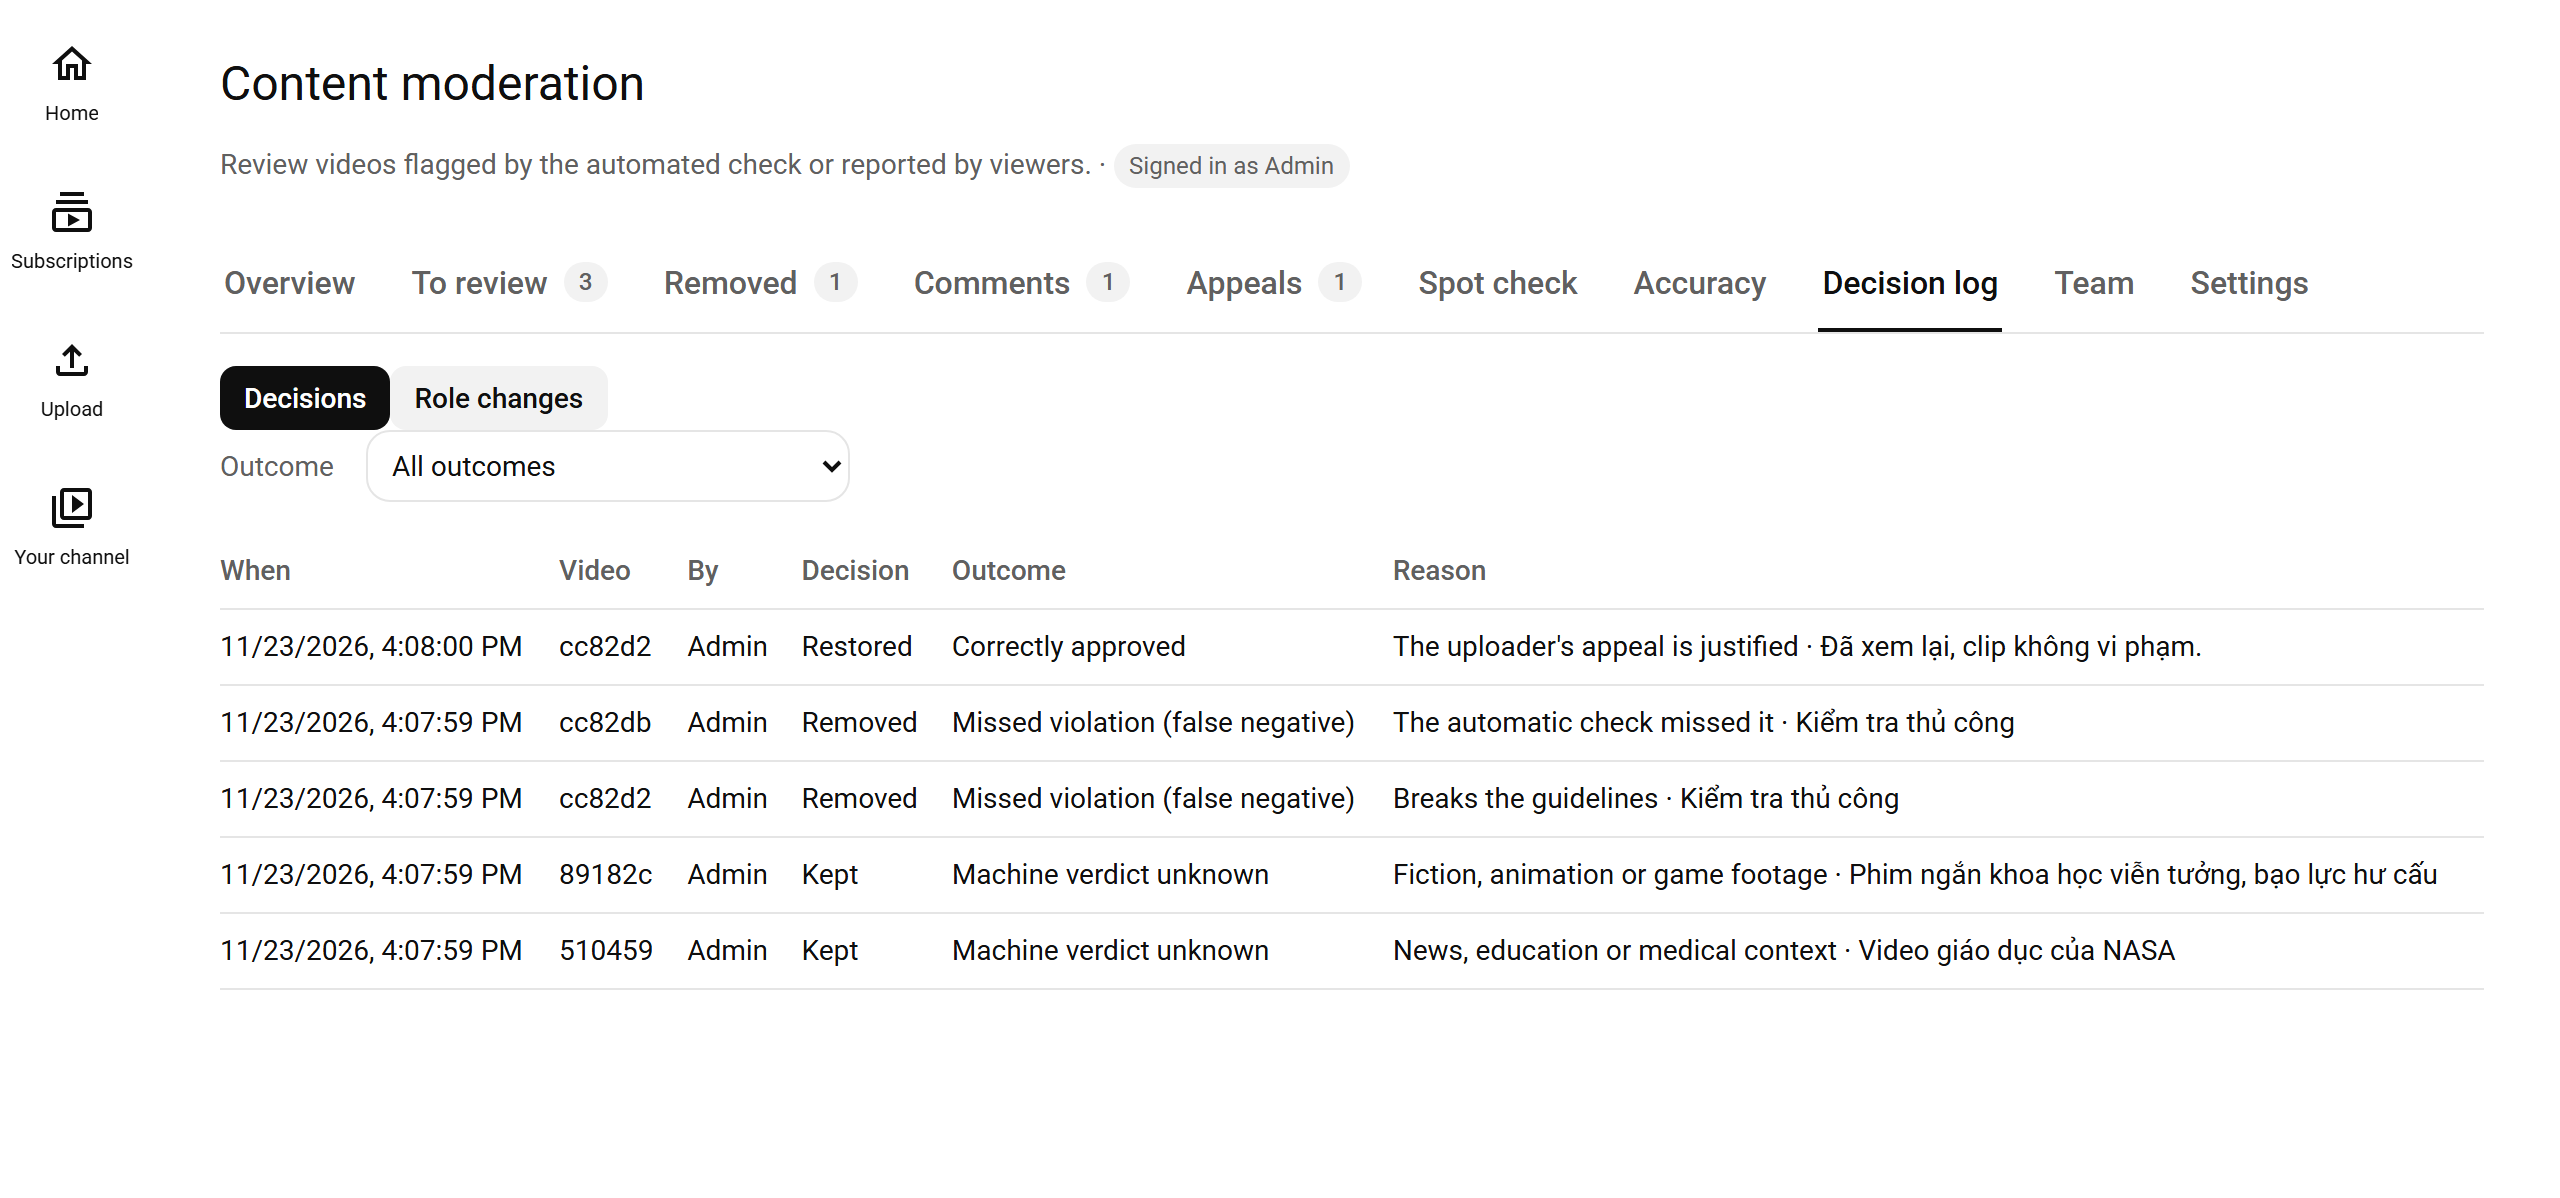 Home
Subscriptions
Upload
Your channel
Content moderation
Review videos flagged by the automated check or reported by viewers. · Signed in as Admin
Overview To review 3 Removed 1 Comments 1 Appeals 1 Spot check Accuracy Decision log Team Settings
Decisions Role changes
Outcome All outcomes
When Video By Decision Outcome Reason
11/23/2026, 4:08:00 PM cc82d2 Admin Restored Correctly approved The uploader's appeal is justified · Đã xem lại, clip không vi phạm.
11/23/2026, 4:07:59 PM cc82db Admin Removed Missed violation (false negative) The automatic check missed it · Kiểm tra thủ công
11/23/2026, 4:07:59 PM cc82d2 Admin Removed Missed violation (false negative) Breaks the guidelines · Kiểm tra thủ công
11/23/2026, 4:07:59 PM 89182c Admin Kept Machine verdict unknown Fiction, animation or game footage · Phim ngắn khoa học viễn tưởng, bạo lực hư cấu
11/23/2026, 4:07:59 PM 510459 Admin Kept Machine verdict unknown News, education or medical context · Video giáo dục của NASA